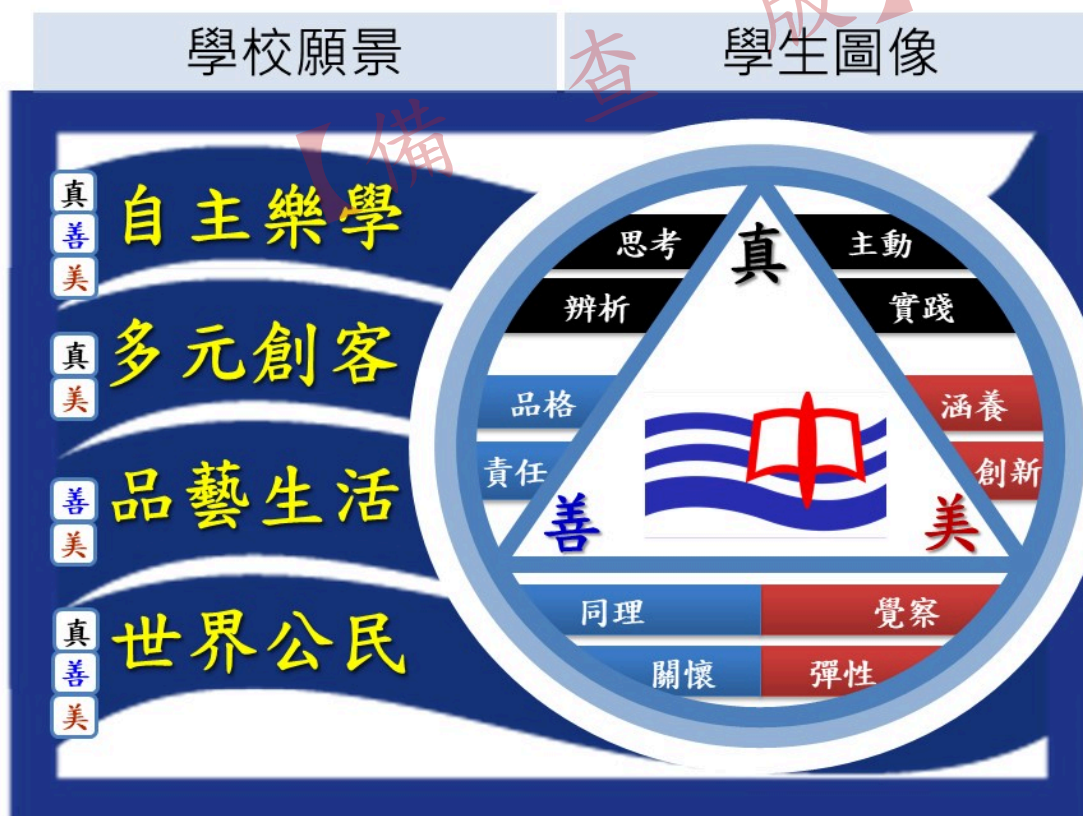 學校願景
學生圖像
【備查版】
真
善
美
自主樂學
真
美
多元創客
善
美
品藝生活
真
善
美
世界公民
思考
真
主動
辨析
實踐
品格
涵養
責任
創新
善
美
同理
覺察
關懷
彈性